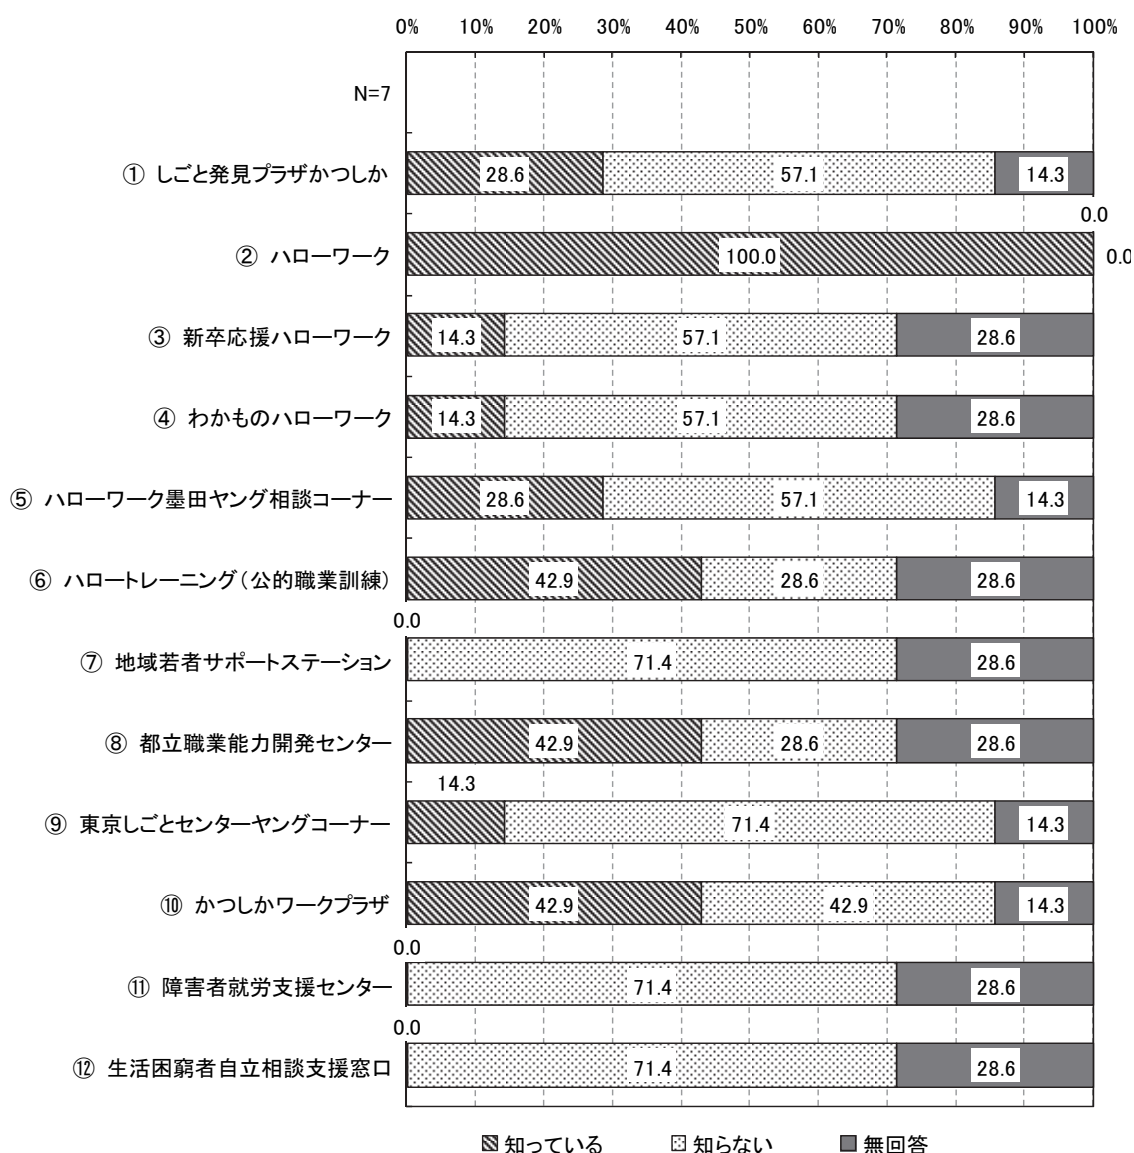 0% 10% 20% 30% 40% 50% 60% 70% 80% 90% 100%
N=7
① しごと発見プラザかつしか 28.6 57.1 14.3
0.0
② ハローワーク 100.0 0.0
③ 新卒応援ハローワーク 14.3 57.1 28.6
④ わかものハローワーク 14.3 57.1 28.6
⑤ ハローワーク墨田ヤング相談コーナー 28.6 57.1 14.3
⑥ ハロートレーニング（公的職業訓練） 42.9 28.6 28.6
0.0
⑦ 地域若者サポートステーション 71.4 28.6
⑧ 都立職業能力開発センター 42.9 28.6 28.6
14.3
⑨ 東京しごとセンターヤングコーナー 71.4 14.3
⑩ かつしかワークプラザ 42.9 42.9 14.3
0.0
⑪ 障害者就労支援センター 71.4 28.6
0.0
⑫ 生活困窮者自立相談支援窓口 71.4 28.6
知っている 知らない 無回答